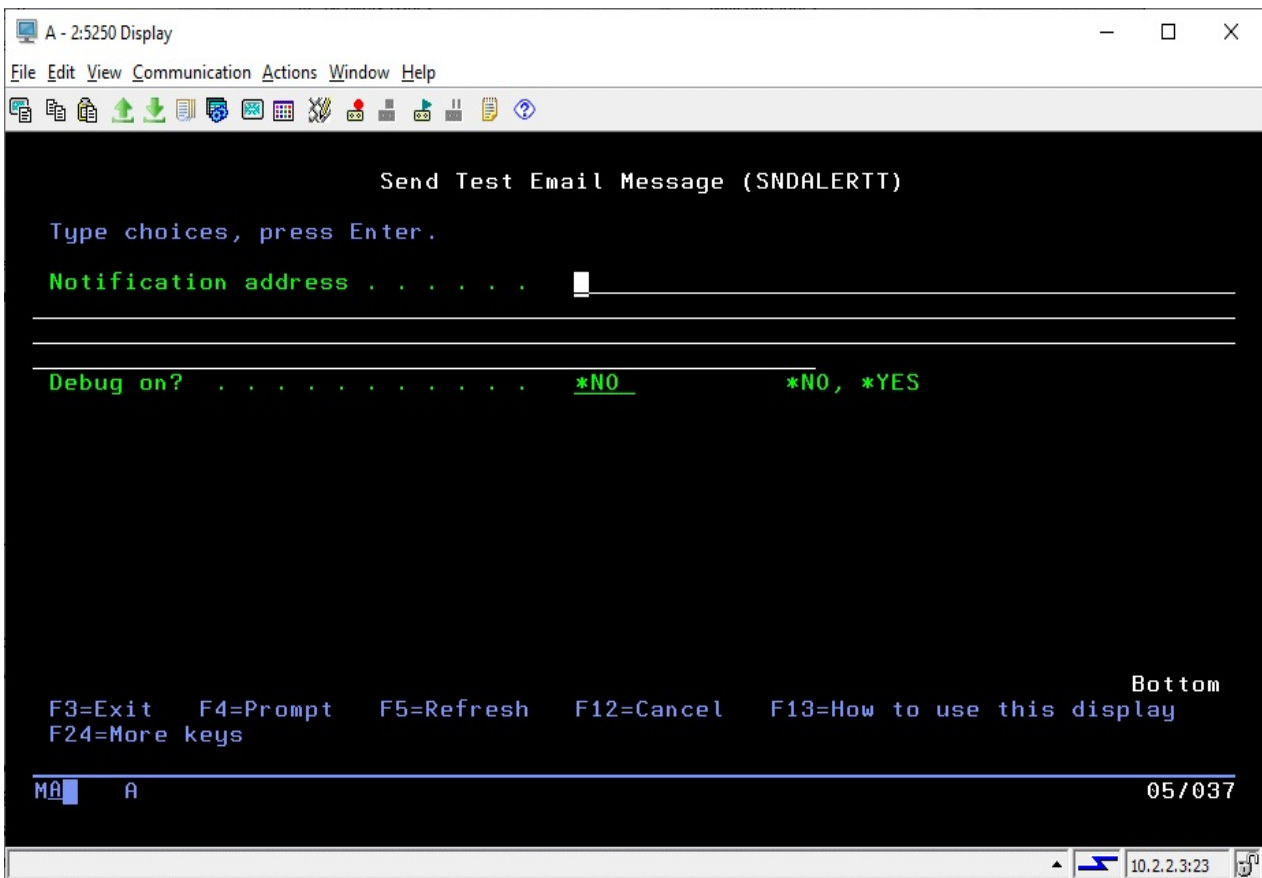 A - 2:5250 Display
File Edit View Communication Actions Window Help
Send Test Email Message (SNDALERTT)
Type choices, press Enter.
Notification address . . . . . .
Debug on? . . . . . . . . . . . *NO *NO, *YES
Bottom
F3=Exit F4=Prompt F5=Refresh F12=Cancel F13=How to use this display
F24=More keys
MA A 05/037
10.2.2.3:23